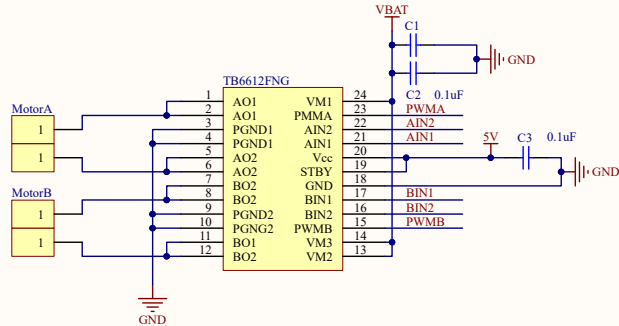 VBAT
C1
GND
C2 0.1uF
TB6612FNG
1 AO1 VM1 24
2 AO1 PMMA 23 PWMA
3 PGND1 AIN2 22 AIN2
4 PGND1 AIN1 21 AIN1
5 AO2 Vcc 20
6 AO2 STBY 19
7 BO2 GND 18
8 BO2 BIN1 17 BIN1
9 PGND2 BIN2 16 BIN2
10 PGNG2 PWMB 15 PWMB
11 BO1 VM3 14
12 BO2 VM2 13
MotorA
1
1
MotorB
1
1
5V
C3 0.1uF
GND
GND